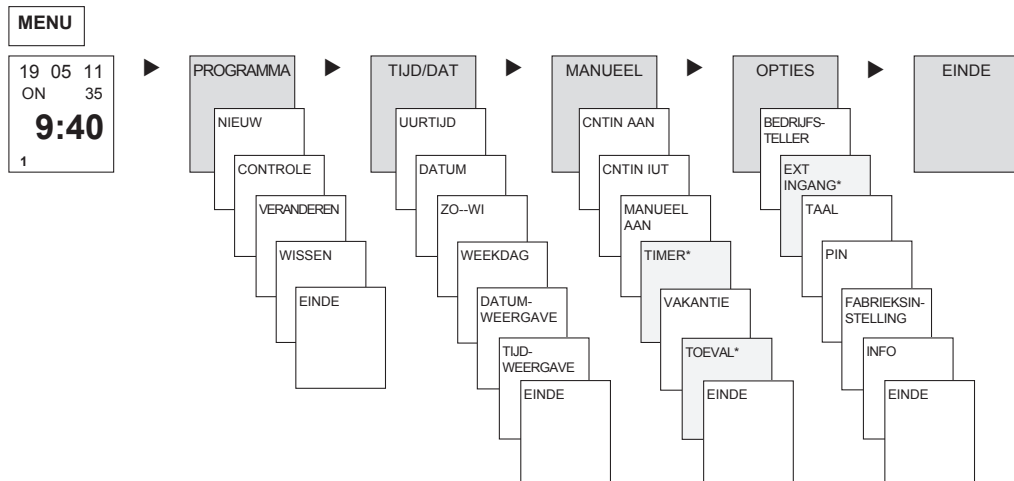 MENU
19 05 11
ON 35
9:40
1
PROGRAMMA
NIEUW
CONTROLE
VERANDEREN
WISSEN
EINDE
TIJD/DAT
UURTIJD
DATUM
ZO--WI
WEEKDAG
DATUM-
WEERGAVE
TIJD-
WEERGAVE
EINDE
MANUEEL
CNTIN AAN
CNTIN IUT
MANUEEL
AAN
TIMER*
VAKANTIE
TOEVAL*
EINDE
OPTIES
BEDRIJFS-
TELLER
EXT
INGANG*
TAAL
PIN
FABRIEKSIN-
STELLING
INFO
EINDE
EINDE